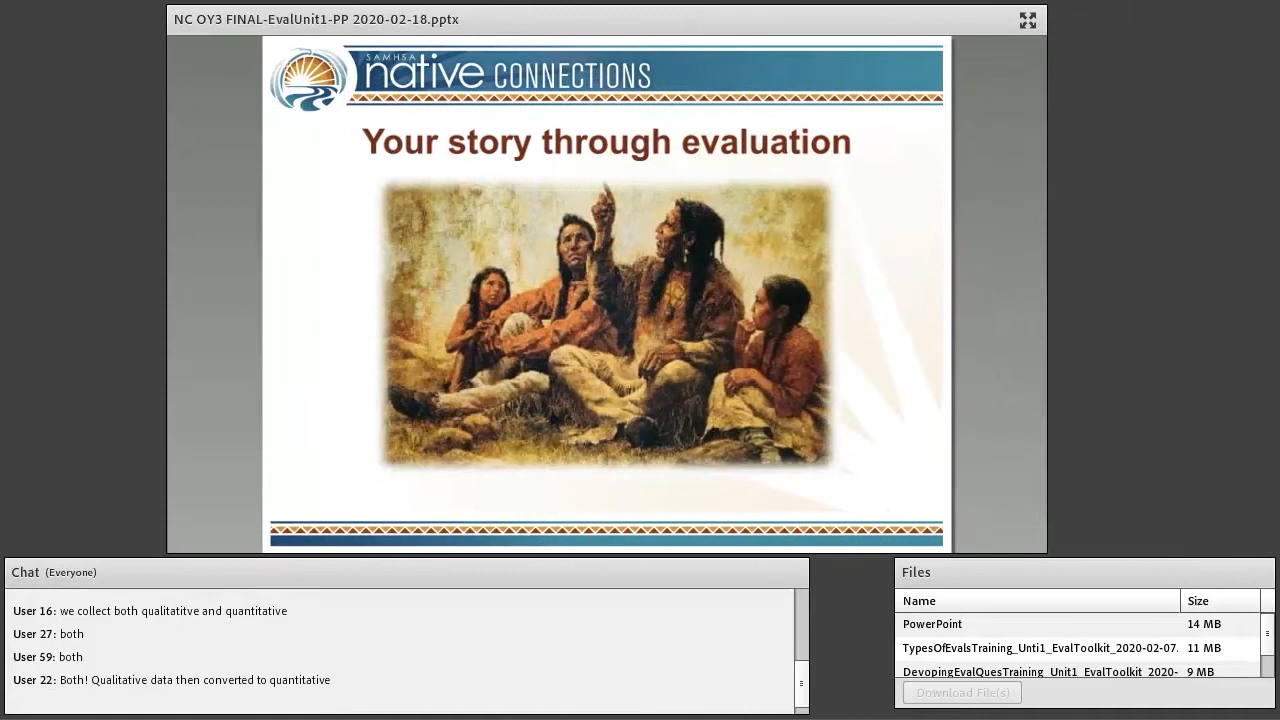 NC OY3 FINAL-EvalUnit1-PP 2020-02-18.pptx
SAMHSA
native CONNECTIONS
Your story through evaluation
Chat (Everyone)
User 16: we collect both qualitatitve and quantitative
User 27: both
User 59: both
User 22: Both! Qualitative data then converted to quantitative
Files
Name Size
PowerPoint 14 MB
TypesOfEvalsTraining_Unti1_EvalToolkit_2020-02-07. 11 MB
DevopingEvalQuesTraining_Unit1_EvalToolkit_2020- 9 MB
Download File(s)